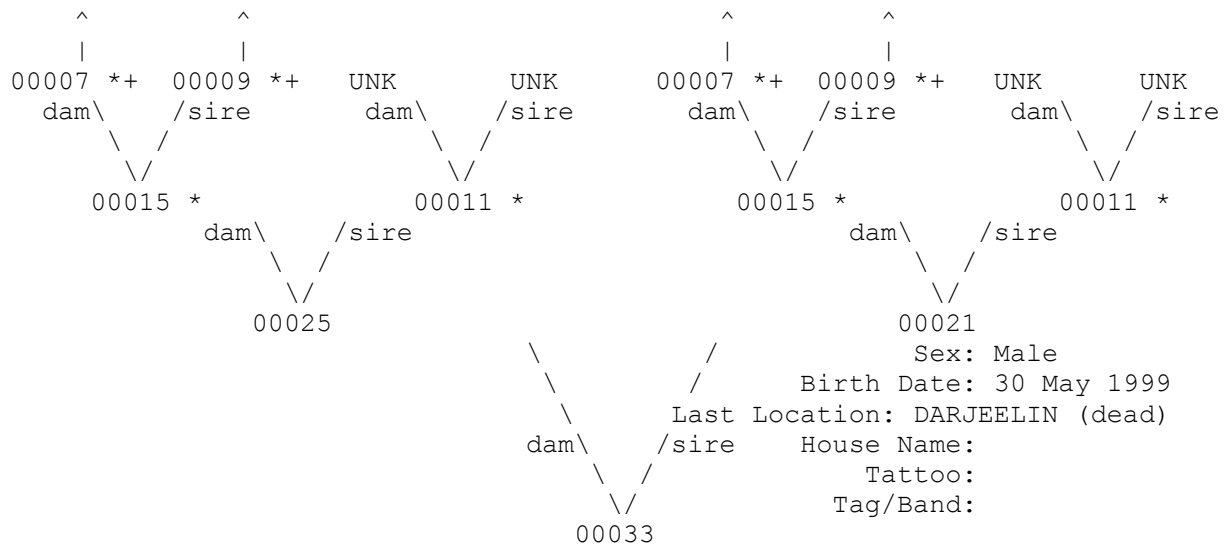 ^ ^ ^ ^
| | | |
00007 *+ 00009 *+ UNK UNK 00007 *+ 00009 *+ UNK UNK
dam\ /sire dam\ /sire dam\ /sire dam\ /sire
\ / \ / \ / \ /
\/ \/ \/ \/
00015 * 00011 * 00015 * 00011 *
dam\ /sire dam\ /sire
\ / \ /
\/ \/
00025 00021
\ / Sex: Male
\ / Birth Date: 30 May 1999
\ Last Location: DARJEELIN (dead)
dam\ /sire House Name:
\ / Tattoo:
\/ Tag/Band:
00033